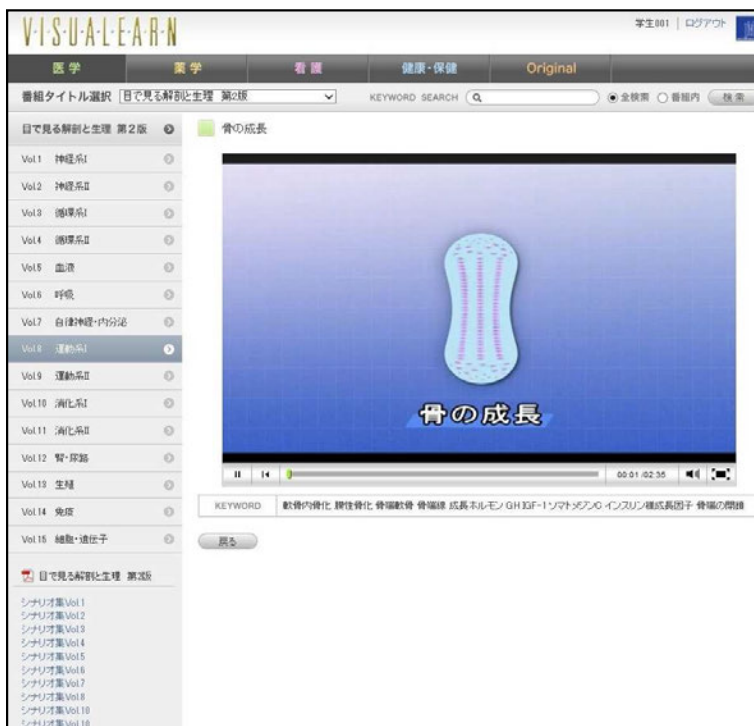 V·I·S·U·A·L·E·A·R·N
学生001 | ログアウト
医学 薬学 看護 健康・保健 Original
番組タイトル選択 目で見る解剖と生理 第2版 KEYWORD SEARCH 全検索 番組内 検索
目で見る解剖と生理 第2版
骨の成長
Vol.1 神経系I
Vol.2 神経系II
Vol.3 循環系I
Vol.4 循環系II
Vol.5 血液
Vol.6 呼吸
Vol.7 自律神経・内分泌
Vol.8 運動系I
Vol.9 運動系II
Vol.10 消化系I
Vol.11 消化系II
Vol.12 腎・尿路
Vol.13 生殖
Vol.14 免疫
Vol.15 細胞・遺伝子
骨の成長
00:01 /02:35
KEYWORD 軟骨内骨化 膜性骨化 骨端軟骨 骨端線 成長ホルモン GH IGF-1 ソマトメジンC インスリン様成長因子 骨端の閉鎖
戻る
目で見る解剖と生理 第2版
シナリオ集Vol.1
シナリオ集Vol.2
シナリオ集Vol.3
シナリオ集Vol.4
シナリオ集Vol.5
シナリオ集Vol.6
シナリオ集Vol.7
シナリオ集Vol.8
シナリオ集Vol.10